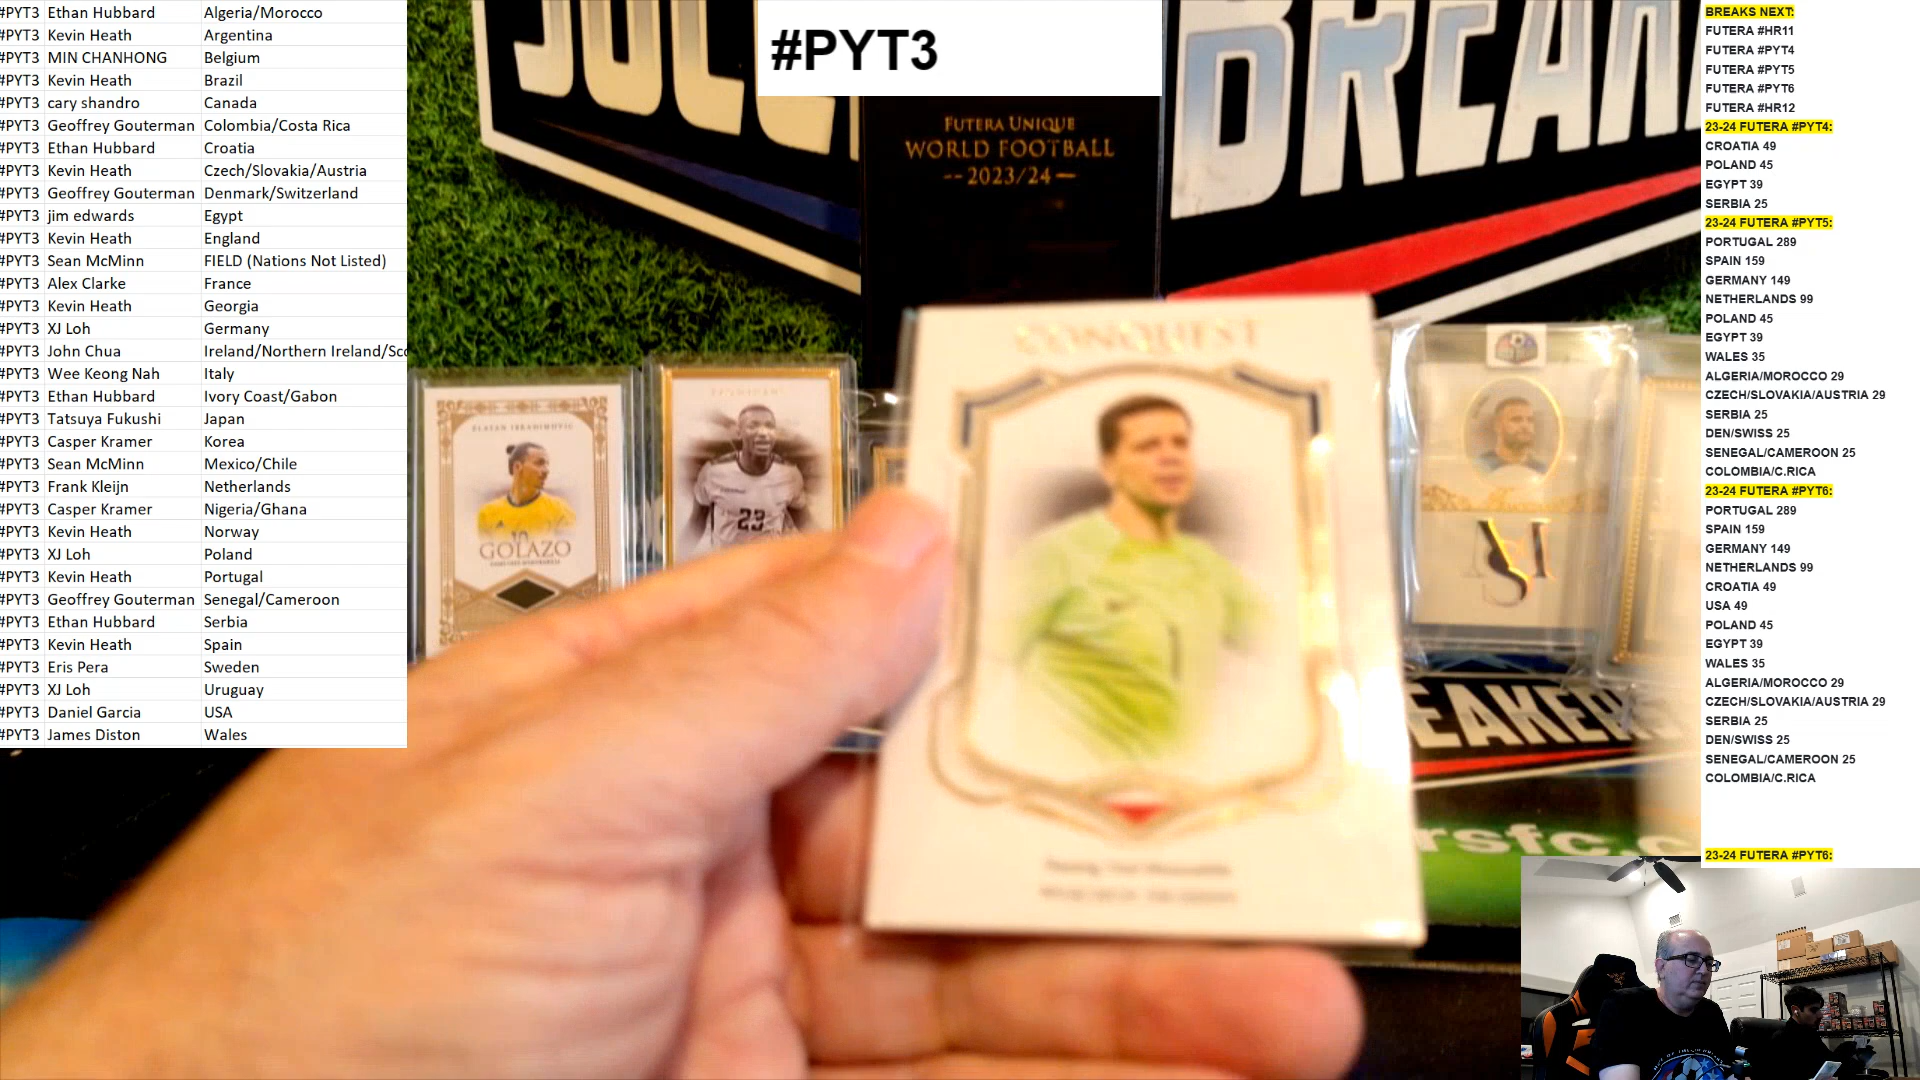 #PYT3 Ethan Hubbard Algeria/Morocco
#PYT3 Kevin Heath Argentina
#PYT3 MIN CHANHONG Belgium
#PYT3 Kevin Heath Brazil
#PYT3 cary shandro Canada
#PYT3 Geoffrey Gouterman Colombia/Costa Rica
#PYT3 Ethan Hubbard Croatia
#PYT3 Kevin Heath Czech/Slovakia/Austria
#PYT3 Geoffrey Gouterman Denmark/Switzerland
#PYT3 jim edwards Egypt
#PYT3 Kevin Heath England
#PYT3 Sean McMinn FIELD (Nations Not Listed)
#PYT3 Alex Clarke France
#PYT3 Kevin Heath Georgia
#PYT3 XJ Loh Germany
#PYT3 John Chua Ireland/Northern Ireland/Sco
#PYT3 Wee Keong Nah Italy
#PYT3 Ethan Hubbard Ivory Coast/Gabon
#PYT3 Tatsuya Fukushi Japan
#PYT3 Casper Kramer Korea
#PYT3 Sean McMinn Mexico/Chile
#PYT3 Frank Kleijn Netherlands
#PYT3 Casper Kramer Nigeria/Ghana
#PYT3 Kevin Heath Norway
#PYT3 XJ Loh Poland
#PYT3 Kevin Heath Portugal
#PYT3 Geoffrey Gouterman Senegal/Cameroon
#PYT3 Ethan Hubbard Serbia
#PYT3 Kevin Heath Spain
#PYT3 Eris Pera Sweden
#PYT3 XJ Loh Uruguay
#PYT3 Daniel Garcia USA
#PYT3 James Diston Wales
#PYT3
FUTERA UNIQUE
WORLD FOOTBALL
--2023/24--
CONQUEST
ZLATAN IBRAHIMOVIC
GOLAZO
23
BREAKERS
rsfc.c
BREAKS NEXT:
FUTERA #HR11
FUTERA #PYT4
FUTERA #PYT5
FUTERA #PYT6
FUTERA #HR12
23-24 FUTERA #PYT4:
CROATIA 49
POLAND 45
EGYPT 39
SERBIA 25
23-24 FUTERA #PYT5:
PORTUGAL 289
SPAIN 159
GERMANY 149
NETHERLANDS 99
POLAND 45
EGYPT 39
WALES 35
ALGERIA/MOROCCO 29
CZECH/SLOVAKIA/AUSTRIA 29
SERBIA 25
DEN/SWISS 25
SENEGAL/CAMEROON 25
COLOMBIA/C.RICA
23-24 FUTERA #PYT6:
PORTUGAL 289
SPAIN 159
GERMANY 149
NETHERLANDS 99
CROATIA 49
USA 49
POLAND 45
EGYPT 39
WALES 35
ALGERIA/MOROCCO 29
CZECH/SLOVAKIA/AUSTRIA 29
SERBIA 25
DEN/SWISS 25
SENEGAL/CAMEROON 25
COLOMBIA/C.RICA
23-24 FUTERA #PYT6: